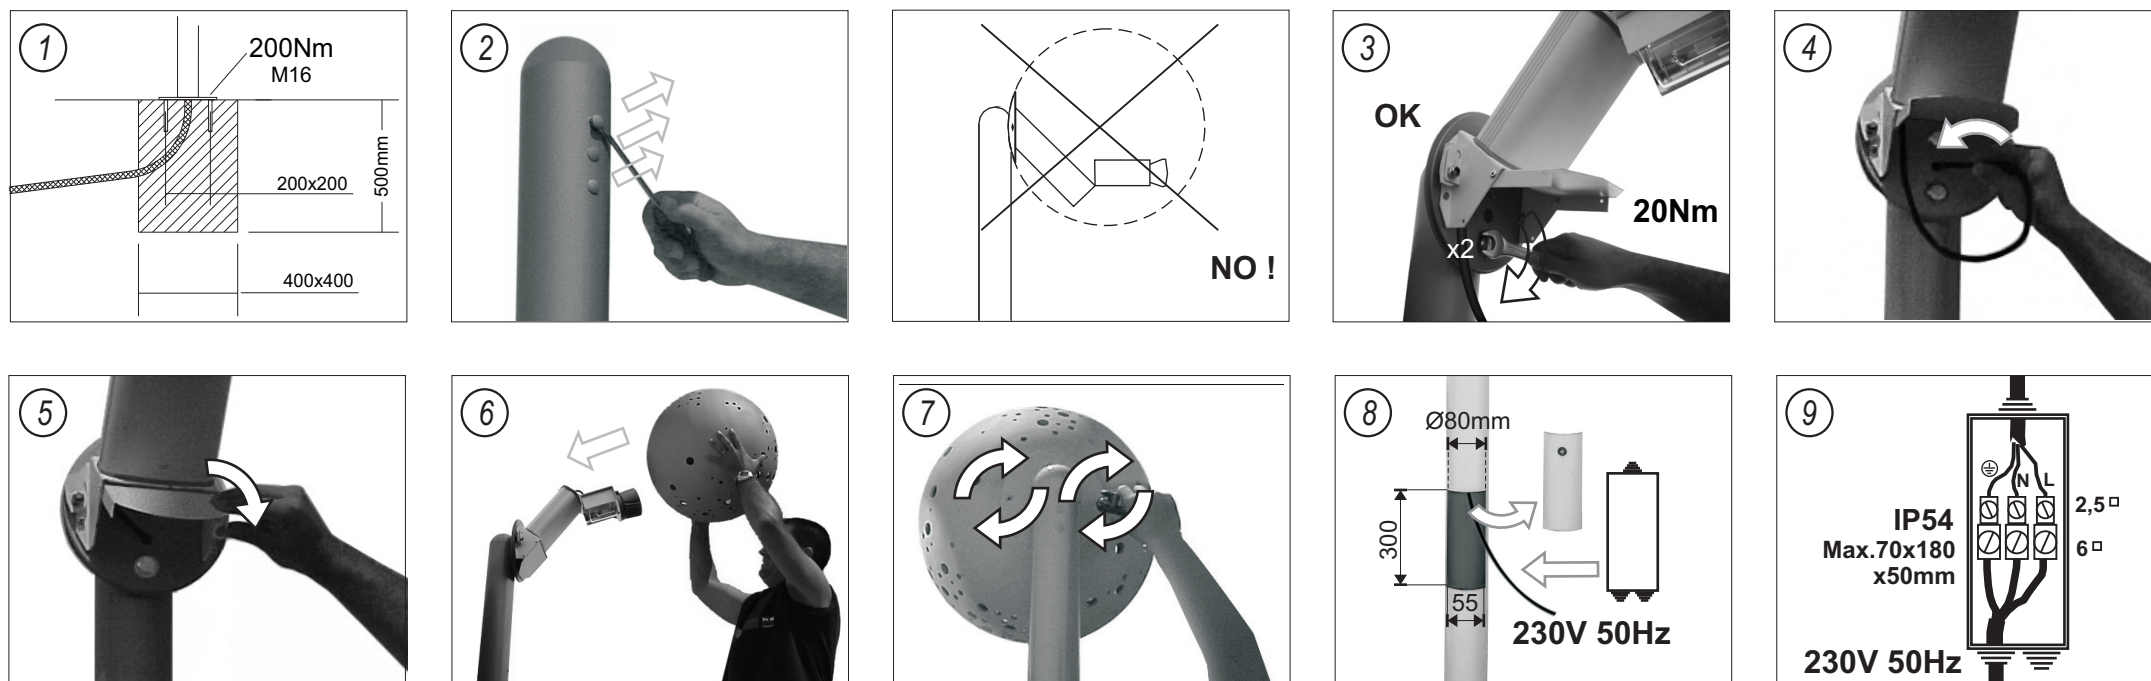 1
200Nm
M16
200x200
500mm
400x400
2
NO !
3
OK
20Nm
x2
4
5
6
7
8
Ø80mm
300
55
230V 50Hz
9
N L
2,5
IP54
6
Max.70x180
x50mm
230V 50Hz